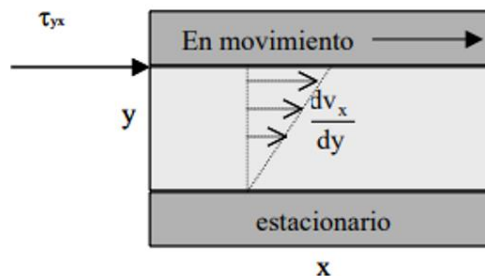 τyx
En movimiento
y
dvx
dy
estacionario
x